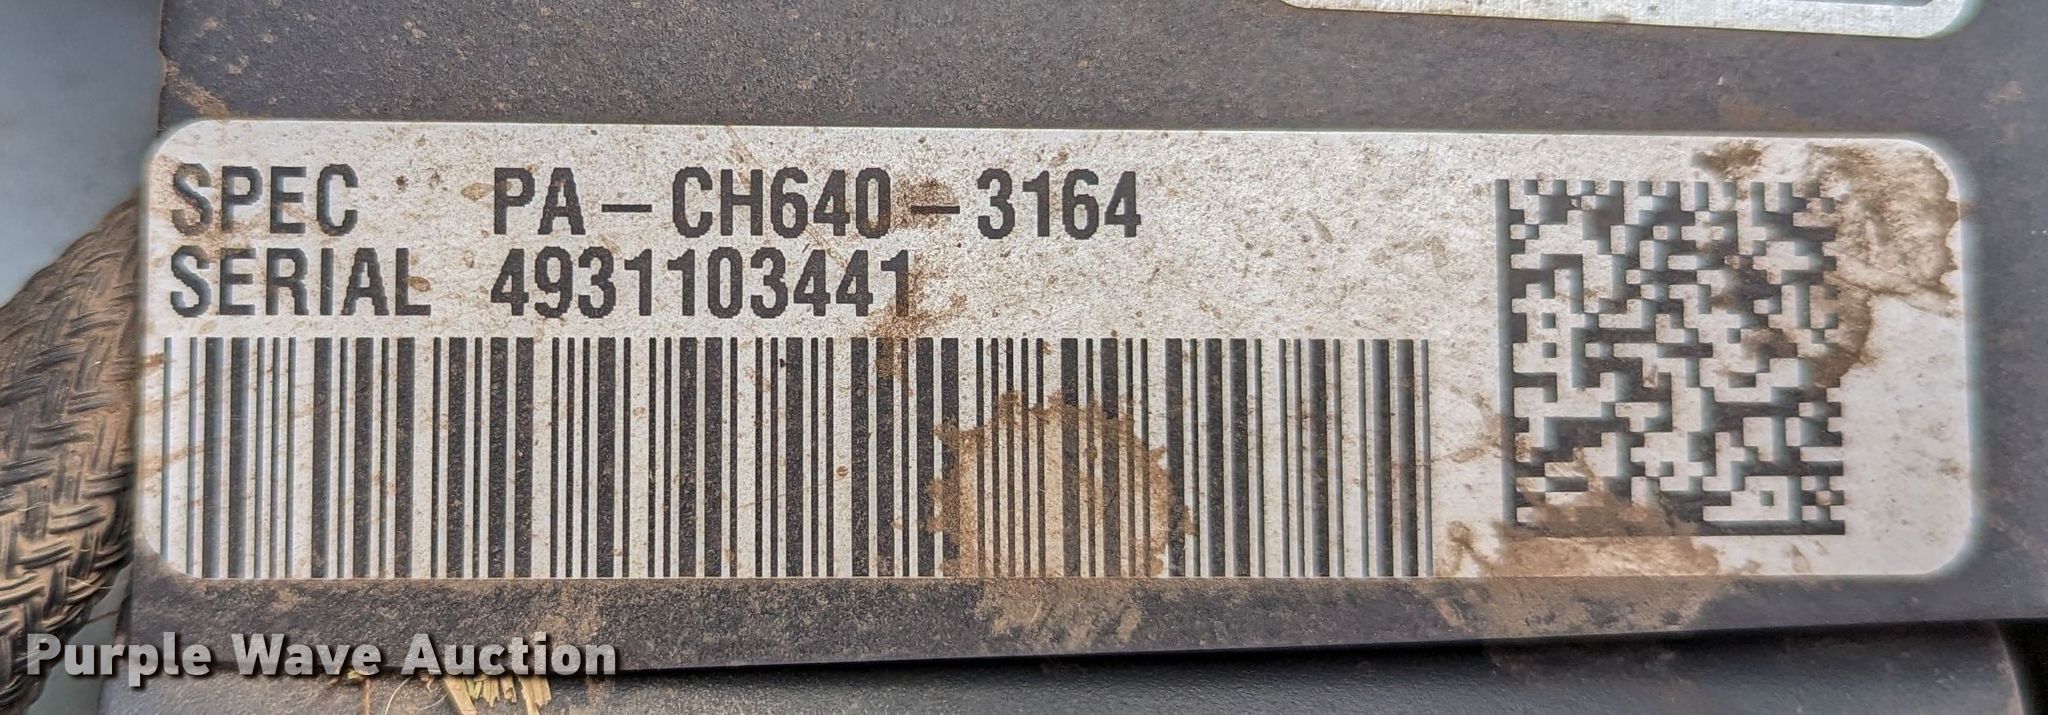 SPEC PA-CH640-3164
SERIAL 4931103441
Purple Wave Auction